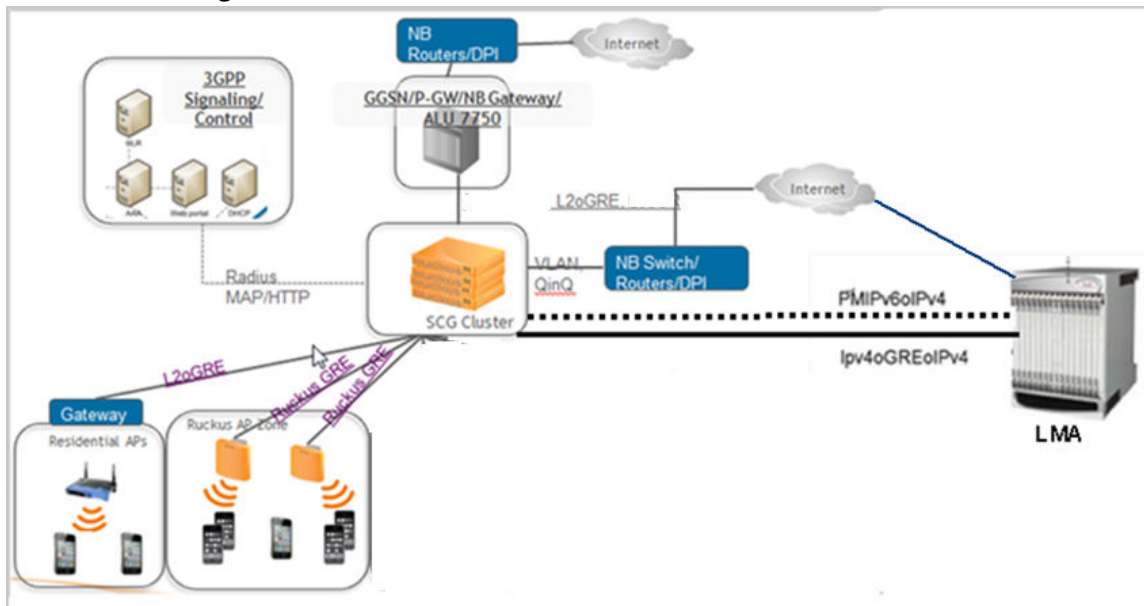 NB
Routers/DPI
Internet
3GPP
Signaling/
Control
GGSN/P-GW/NB Gateway/
ALU 7750
HLR
AAA
Web portal
DHCP
L2oGRE,
Internet
Radius
MAP/HTTP
SCG Cluster
VLAN,
QinQ
NB Switch/
Routers/DPI
PMIPv6oIPv4
Ipv4oGREoIPv4
LMA
L2oGRE
Ruckus GRE
Ruckus GRE
Gateway
Residential APs
Ruckus AP Zone